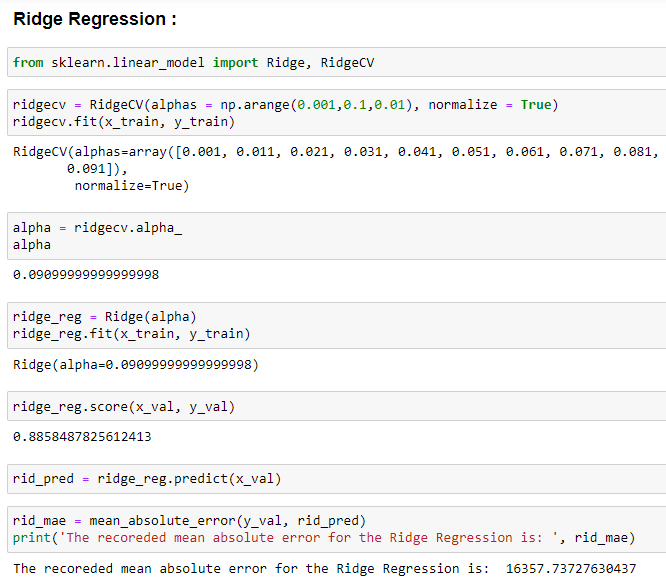 Ridge Regression :
from sklearn.linear_model import Ridge, RidgeCV
ridgecv = RidgeCV(alphas = np.arange(0.001,0.1,0.01), normalize = True)
ridgecv.fit(x_train, y_train)
RidgeCV(alphas=array([0.001, 0.011, 0.021, 0.031, 0.041, 0.051, 0.061, 0.071, 0.081,
       0.091]),
        normalize=True)
alpha = ridgecv.alpha_
alpha
0.09099999999999998
ridge_reg = Ridge(alpha)
ridge_reg.fit(x_train, y_train)
Ridge(alpha=0.09099999999999998)
ridge_reg.score(x_val, y_val)
0.8858487825612413
rid_pred = ridge_reg.predict(x_val)
rid_mae = mean_absolute_error(y_val, rid_pred)
print('The recoreded mean absolute error for the Ridge Regression is: ', rid_mae)
The recoreded mean absolute error for the Ridge Regression is:  16357.73727630437